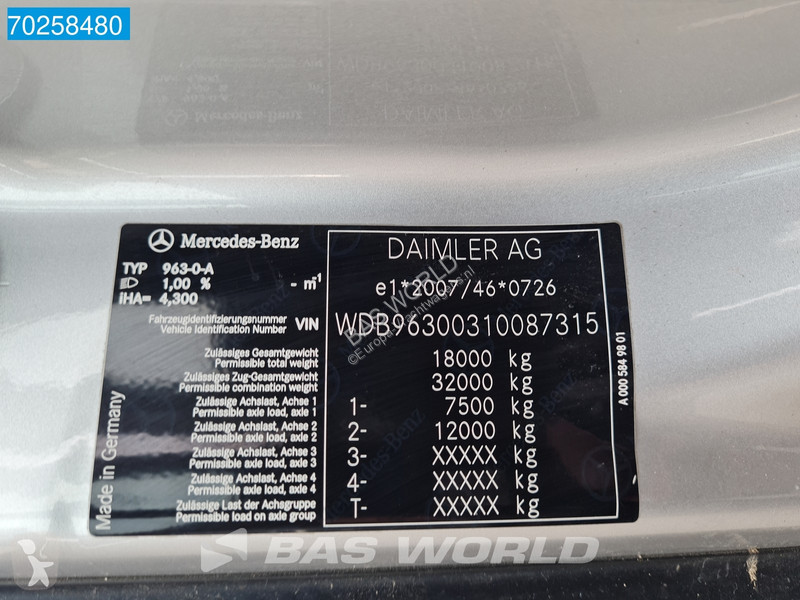 70258480
Mercedes-Benz
TYP 963-0-A
1,00 % - m-1
iHA= 4,300
Fahrzeugidentifizierungsnummer
Vehicle Identification Number VIN
Zulässiges Gesamtgewicht
Permissible total weight
Zulässiges Zug-Gesamtgewicht
Permissible combination weight
Zulässige Achslast, Achse 1
Permissible axle load, axle 1
Zulässige Achslast, Achse 2
Permissible axle load, axle 2
Zulässige Achslast, Achse 3
Permissible axle load, axle 3
Zulässige Achslast, Achse 4
Permissible axle load, axle 4
Zulässige Last der Achsgruppe
Permissible load on axle group
Made in Germany
DAIMLER AG
e1*2007/46*0726
WDB96300310087315
18000 kg
32000 kg
1- 7500 kg
2- 12000 kg
3- XXXXX kg
4- XXXXX kg
T- XXXXX kg
A 000 584 98 01
BAS WORLD
BAS WORLD